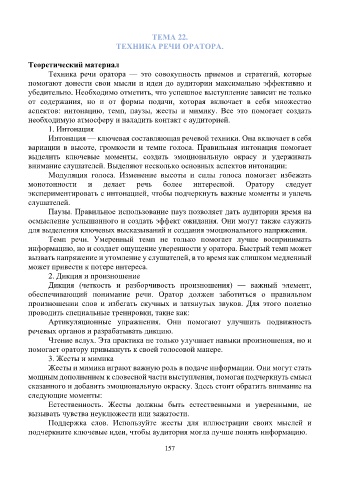 ТЕМА 22.
ТЕХНИКА РЕЧИ ОРАТОРА.
Теоретический материал
Техника речи оратора — это совокупность приемов и стратегий, которые
помогают донести свои мысли и идеи до аудитории максимально эффективно и
убедительно. Необходимо отметить, что успешное выступление зависит не только
от содержания, но и от формы подачи, которая включает в себя множество
аспектов: интонацию, темп, паузы, жесты и мимику. Все это помогает создать
необходимую атмосферу и наладить контакт с аудиторией.
1. Интонация
Интонация — ключевая составляющая речевой техники. Она включает в себя
вариации в высоте, громкости и темпе голоса. Правильная интонация помогает
выделить ключевые моменты, создать эмоциональную окраску и удерживать
внимание слушателей. Выделяют несколько основных аспектов интонации:
Модуляция голоса. Изменение высоты и силы голоса помогает избежать
монотонности и делает речь более интересной. Оратору следует
экспериментировать с интонацией, чтобы подчеркнуть важные моменты и увлечь
слушателей.
Паузы. Правильное использование пауз позволяет дать аудитории время на
осмысление услышанного и создать эффект ожидания. Они могут также служить
для выделения ключевых высказываний и создания эмоционального напряжения.
Темп речи. Умеренный темп не только помогает лучше воспринимать
информацию, но и создает ощущение уверенности у оратора. Быстрый темп может
вызвать напряжение и утомление у слушателей, в то время как слишком медленный
может привести к потере интереса.
2. Дикция и произношение
Дикция (четкость и разборчивость произношения) — важный элемент,
обеспечивающий понимание речи. Оратор должен заботиться о правильном
произношении слов и избегать скучных и затянутых звуков. Для этого полезно
проводить специальные тренировки, такие как:
Артикуляционные упражнения. Они помогают улучшить подвижность
речевых органов и разрабатывать дикцию.
Чтение вслух. Эта практика не только улучшает навыки произношения, но и
помогает оратору привыкнуть к своей голосовой манере.
3. Жесты и мимика
Жесты и мимика играют важную роль в подаче информации. Они могут стать
мощным дополнением к словесной части выступления, помогая подчеркнуть смысл
сказанного и добавить эмоциональную окраску. Здесь стоит обратить внимание на
следующие моменты:
Естественность. Жесты должны быть естественными и уверенными, не
вызывать чувства неуклюжести или зажатости.
Поддержка слов. Используйте жесты для иллюстрации своих мыслей и
подчеркните ключевые идеи, чтобы аудитория могла лучше понять информацию.
157